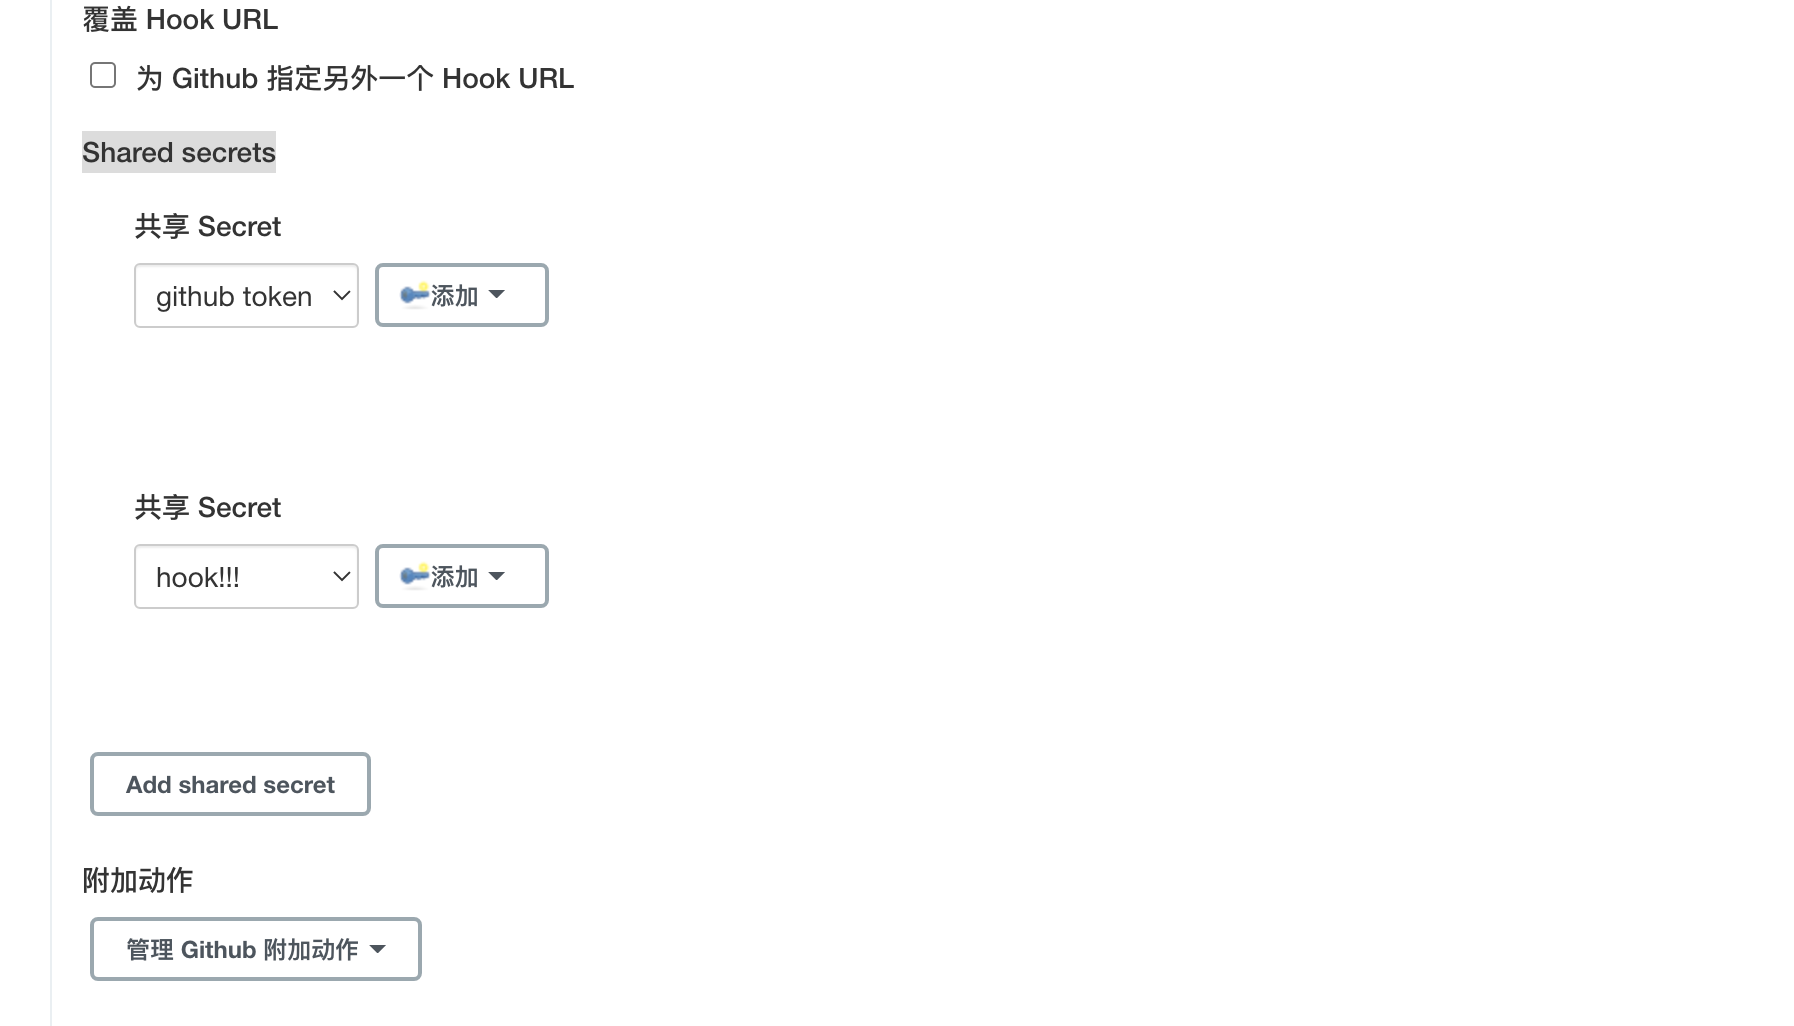 覆盖 Hook URL
为 Github 指定另外一个 Hook URL
Shared secrets
共享 Secret
github token
添加
共享 Secret
hook!!!
添加
Add shared secret
附加动作
管理 Github 附加动作